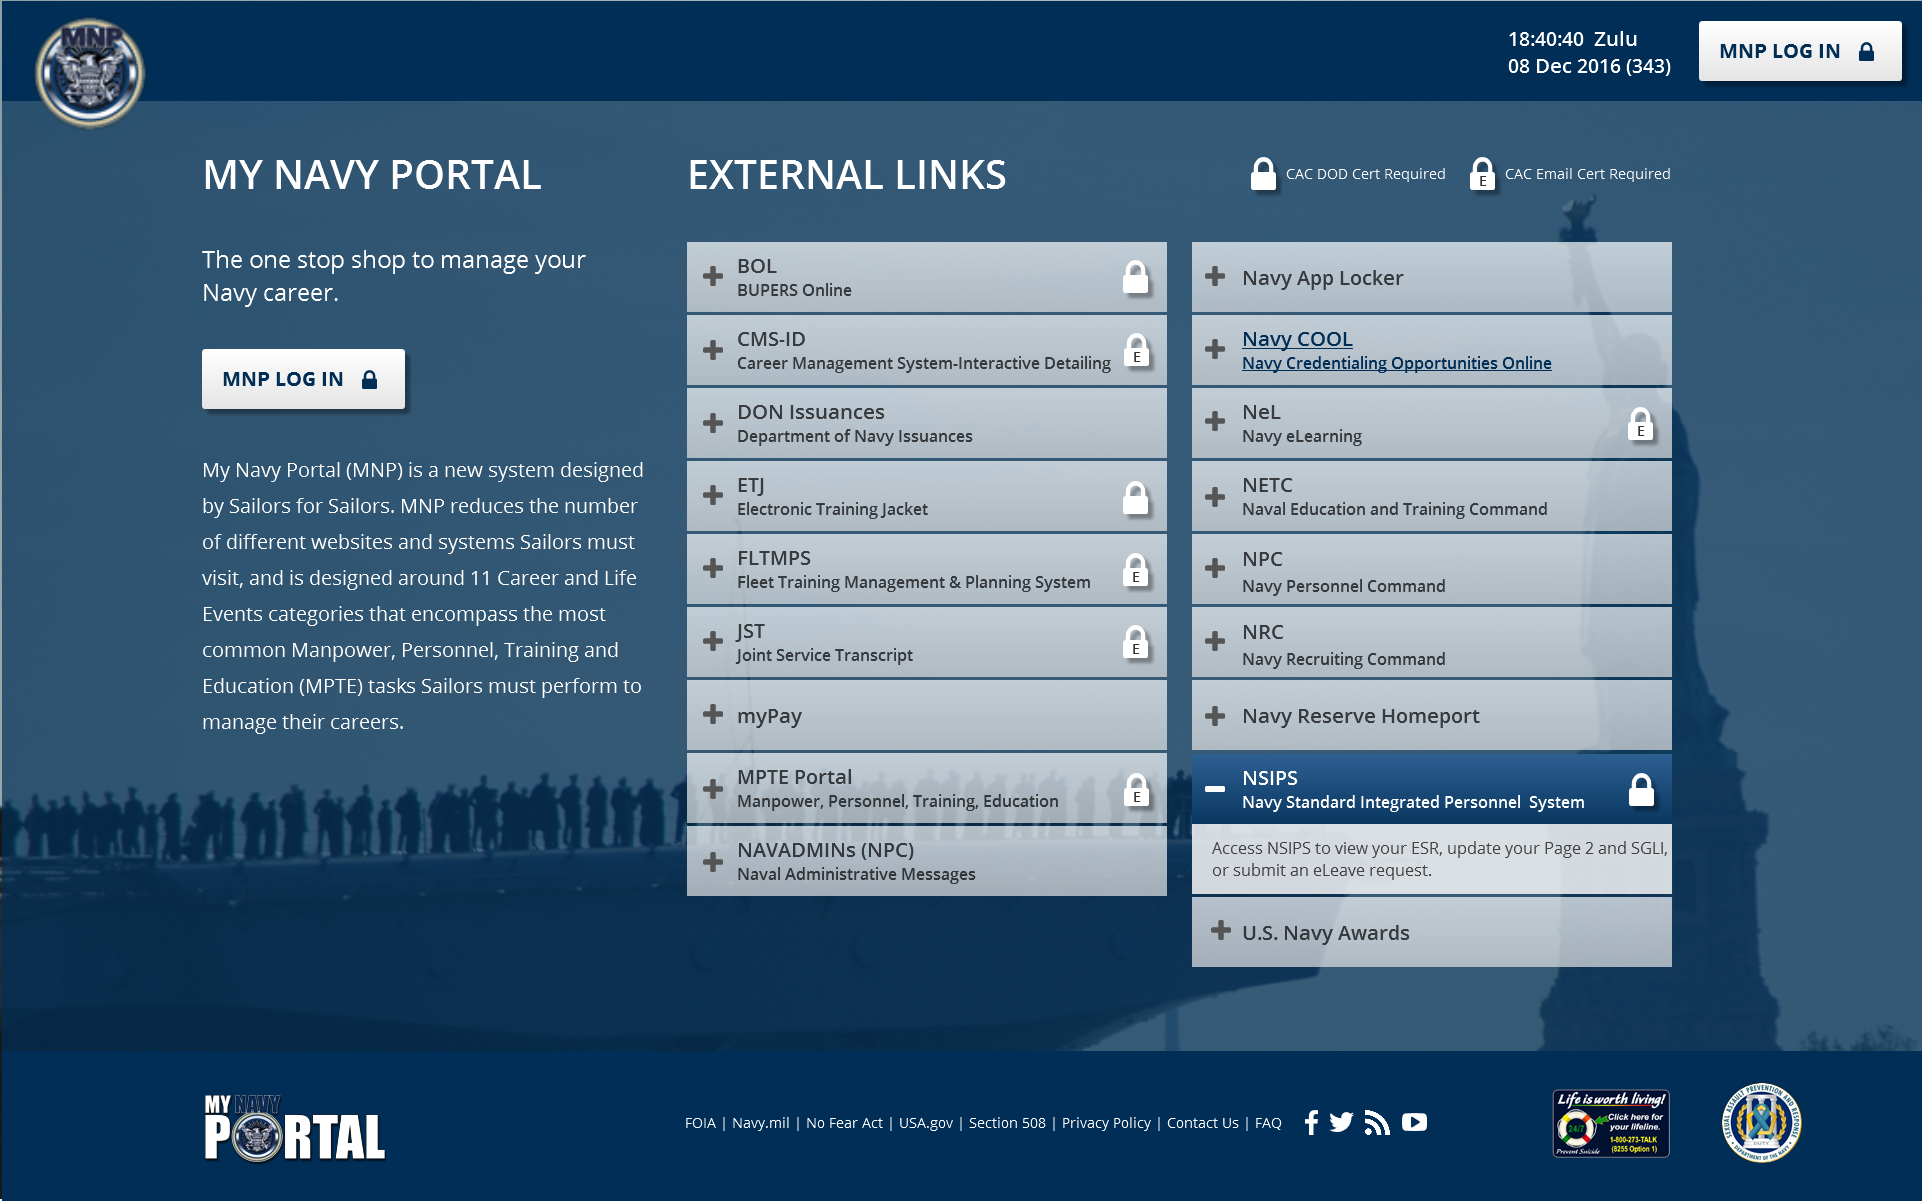 MNP
18:40:40 Zulu
08 Dec 2016 (343)
MNP LOG IN
MY NAVY PORTAL
The one stop shop to manage your
Navy career.
MNP LOG IN
My Navy Portal (MNP) is a new system designed
by Sailors for Sailors. MNP reduces the number
of different websites and systems Sailors must
visit, and is designed around 11 Career and Life
Events categories that encompass the most
common Manpower, Personnel, Training and
Education (MPTE) tasks Sailors must perform to
manage their careers.
EXTERNAL LINKS
CAC DOD Cert Required
E
CAC Email Cert Required
BOL
BUPERS Online
CMS-ID
Career Management System-Interactive Detailing
E
DON Issuances
Department of Navy Issuances
ETJ
Electronic Training Jacket
FLTMPS
Fleet Training Management & Planning System
E
JST
Joint Service Transcript
E
myPay
MPTE Portal
Manpower, Personnel, Training, Education
E
NAVADMINs (NPC)
Naval Administrative Messages
Navy App Locker
Navy COOL
Navy Credentialing Opportunities Online
NeL
Navy eLearning
E
NETC
Naval Education and Training Command
NPC
Navy Personnel Command
NRC
Navy Recruiting Command
Navy Reserve Homeport
NSIPS
Navy Standard Integrated Personnel System
Access NSIPS to view your ESR, update your Page 2 and SGLI,
or submit an eLeave request.
U.S. Navy Awards
MY NAVY
PORTAL
FOIA | Navy.mil | No Fear Act | USA.gov | Section 508 | Privacy Policy | Contact Us | FAQ
Life is worth living!
Click here for
your lifeline.
24/7
1-800-273-TALK
(8255 Option 1)
Prevent Suicide
SEXUAL ASSAULT PREVENTION AND RESPONSE
DUTY
DEPARTMENT OF THE NAVY